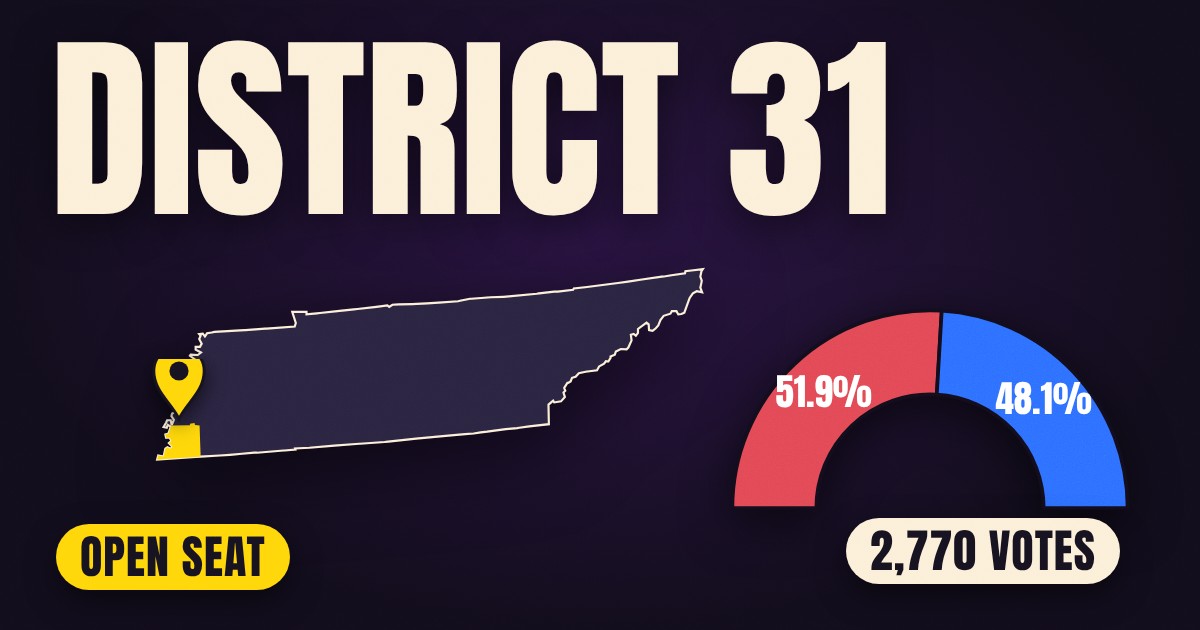 DISTRICT 31
51.9%
48.1%
OPEN SEAT
2,770 VOTES